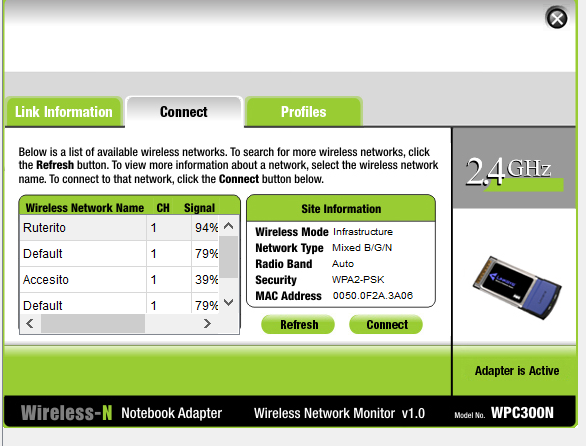 Link Information
Connect
Profiles
Below is a list of available wireless networks. To search for more wireless networks, click
the Refresh button. To view more information about a network, select the wireless network
name. To connect to that network, click the Connect button below.
2.4GHz
Wireless Network Name CH Signal
Ruterito 1 94%
Default 1 79%
Accesito 1 39%
Default 1 79%
Site Information
Wireless Mode Infrastructure
Network Type Mixed B/G/N
Radio Band Auto
Security WPA2-PSK
MAC Address 0050.0F2A.3A06
Refresh
Connect
Adapter is Active
Wireless-N Notebook Adapter Wireless Network Monitor v1.0 Model No. WPC300N